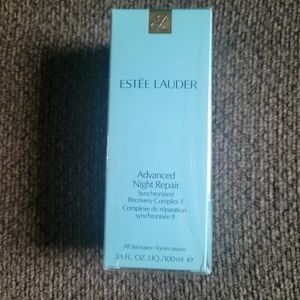 ESTĒE LAUDER
Advanced
Night Repair
Synchronized
Recovery Complex II
Complexe de réparation
synchronisée II
All Skintypes • Toutes peaux
3.4 FL. OZ. LIQ./100ml e